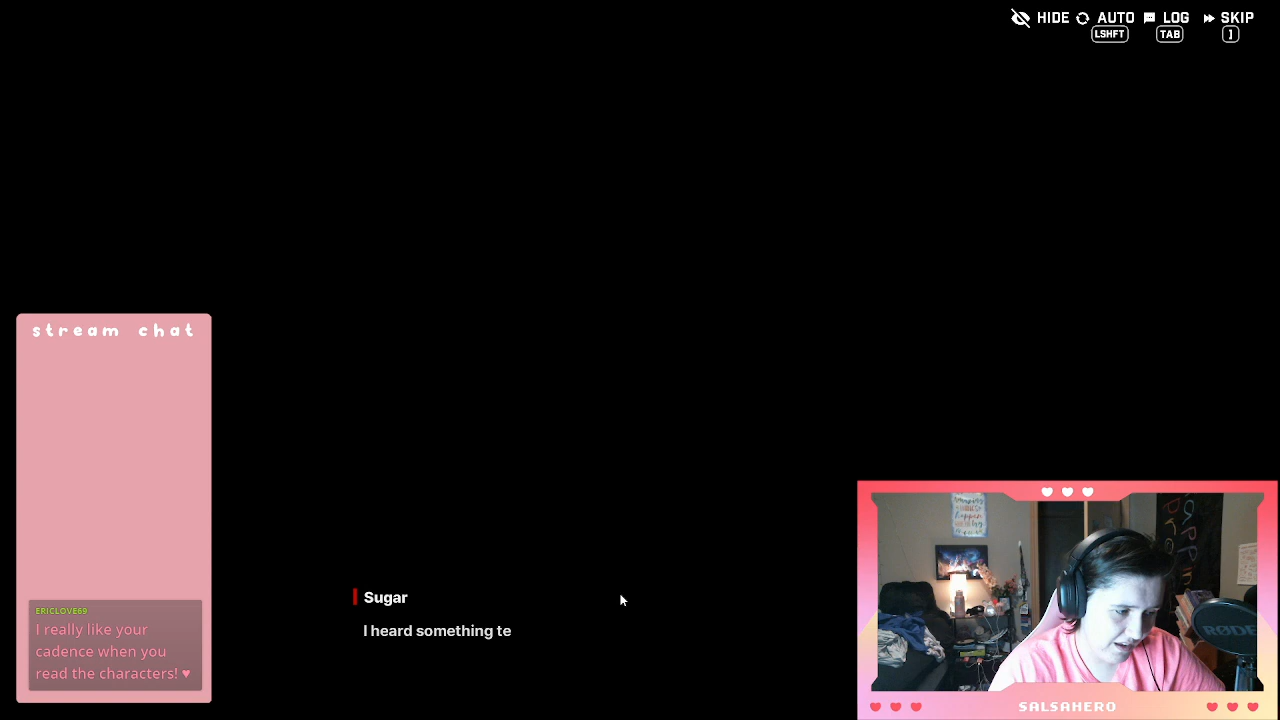 HIDE AUTO LOG SKIP
LSHFT TAB ]
stream chat
ERICLOVE69
I really like your
cadence when you
read the characters! ♥
Sugar
I heard something te
RØDE
SALSAHERO